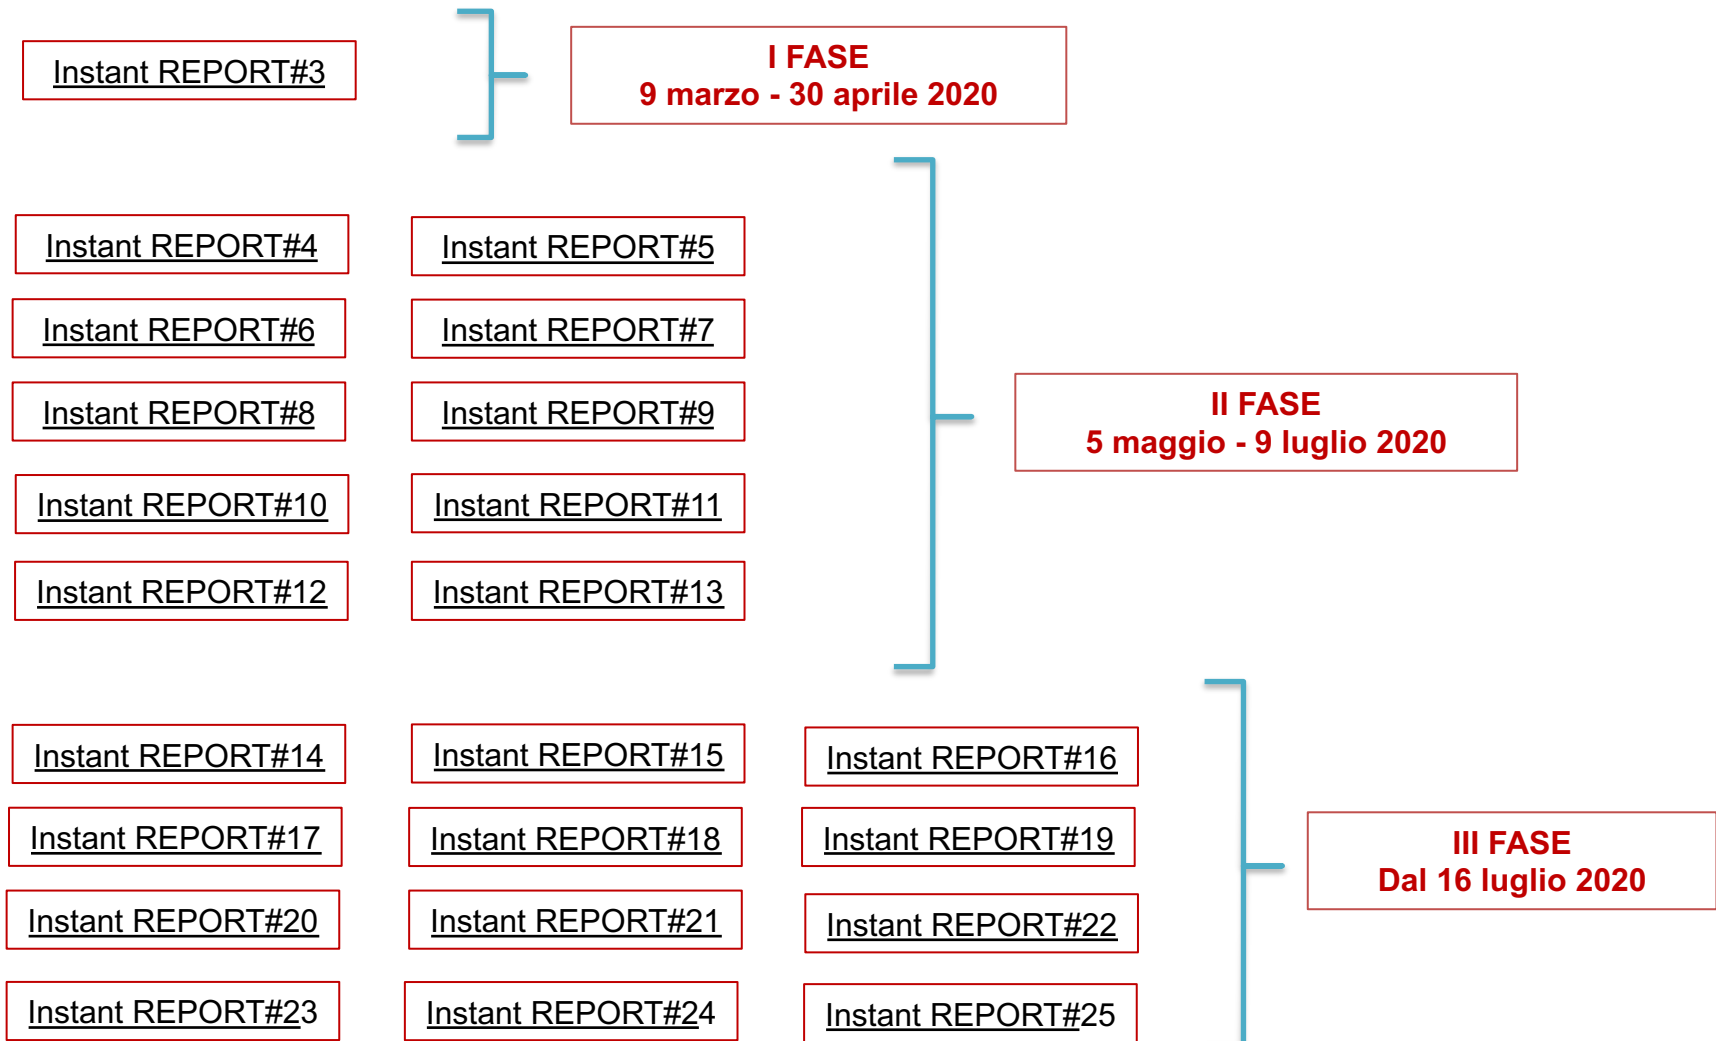 Instant REPORT#3
I FASE
9 marzo - 30 aprile 2020
Instant REPORT#4
Instant REPORT#5
Instant REPORT#6
Instant REPORT#7
Instant REPORT#8
Instant REPORT#9
II FASE
5 maggio - 9 luglio 2020
Instant REPORT#10
Instant REPORT#11
Instant REPORT#12
Instant REPORT#13
Instant REPORT#14
Instant REPORT#15
Instant REPORT#16
Instant REPORT#17
Instant REPORT#18
Instant REPORT#19
III FASE
Dal 16 luglio 2020
Instant REPORT#20
Instant REPORT#21
Instant REPORT#22
Instant REPORT#23
Instant REPORT#24
Instant REPORT#25